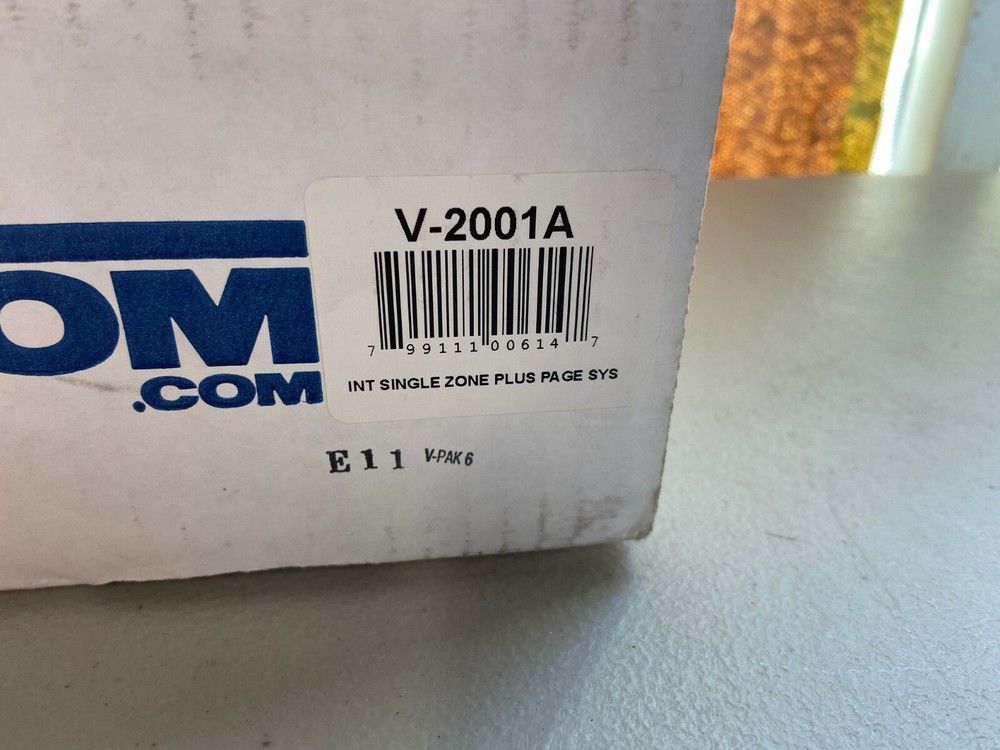 OM
.COM
V-2001A
7 99111 00614 7
INT SINGLE ZONE PLUS PAGE SYS
E11 V-PAK 6